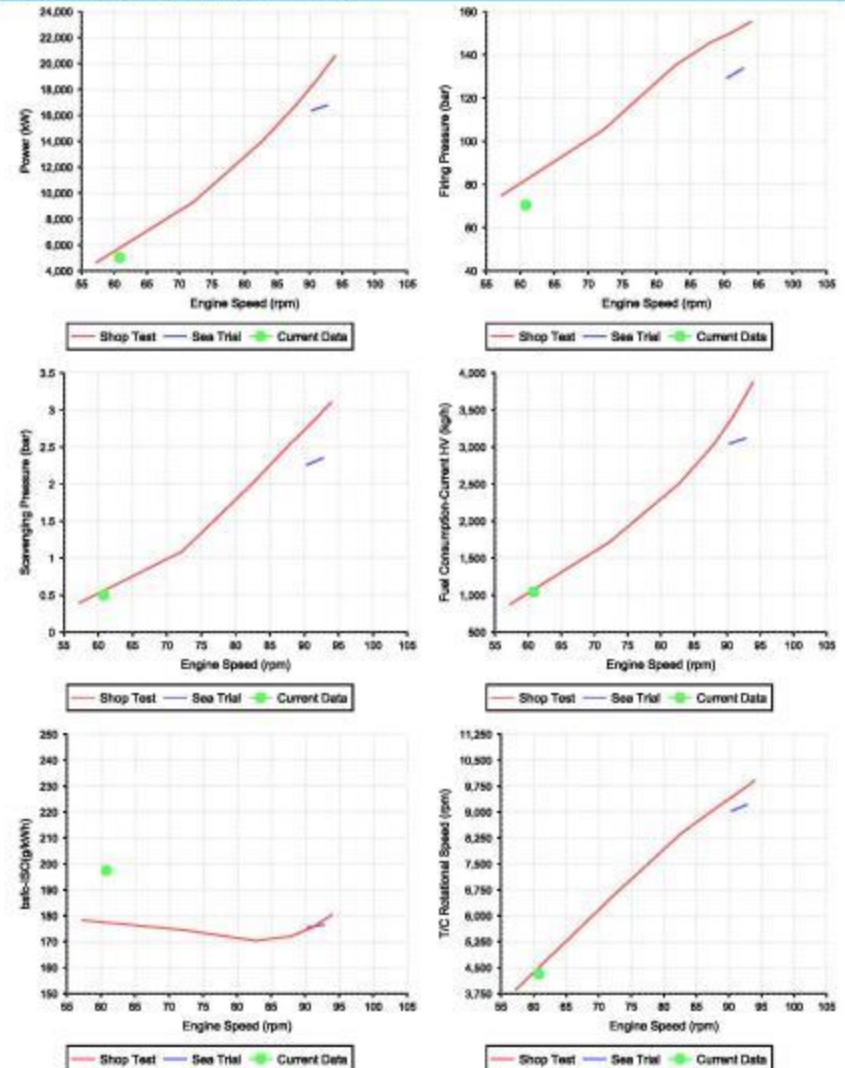 24,000
22,000
20,000
18,000
16,000
14,000
12,000
10,000
8,000
6,000
4,000
Power (kW)
55 60 65 70 75 80 85 90 95 100 105
Engine Speed (rpm)
Shop Test Sea Trial Current Data
160
140
120
100
80
60
40
Firing Pressure (bar)
55 60 65 70 75 80 85 90 95 100 105
Engine Speed (rpm)
Shop Test Sea Trial Current Data
3.5
3
2.5
2
1.5
1
0.5
0
Scavenging Pressure (bar)
55 60 65 70 75 80 85 90 95 100 105
Engine Speed (rpm)
Shop Test Sea Trial Current Data
4,000
3,500
3,000
2,500
2,000
1,500
1,000
500
Fuel Consumption-Current HV (kg/h)
55 60 65 70 75 80 85 90 95 100 105
Engine Speed (rpm)
Shop Test Sea Trial Current Data
250
240
230
220
210
200
190
180
170
160
150
bsfc-ISO(g/kWh)
55 60 65 70 75 80 85 90 95 100 105
Engine Speed (rpm)
Shop Test Sea Trial Current Data
11,250
10,500
9,750
9,000
8,250
7,500
6,750
6,000
5,250
4,500
3,750
T/C Rotational Speed (rpm)
55 60 65 70 75 80 85 90 95 100 105
Engine Speed (rpm)
Shop Test Sea Trial Current Data